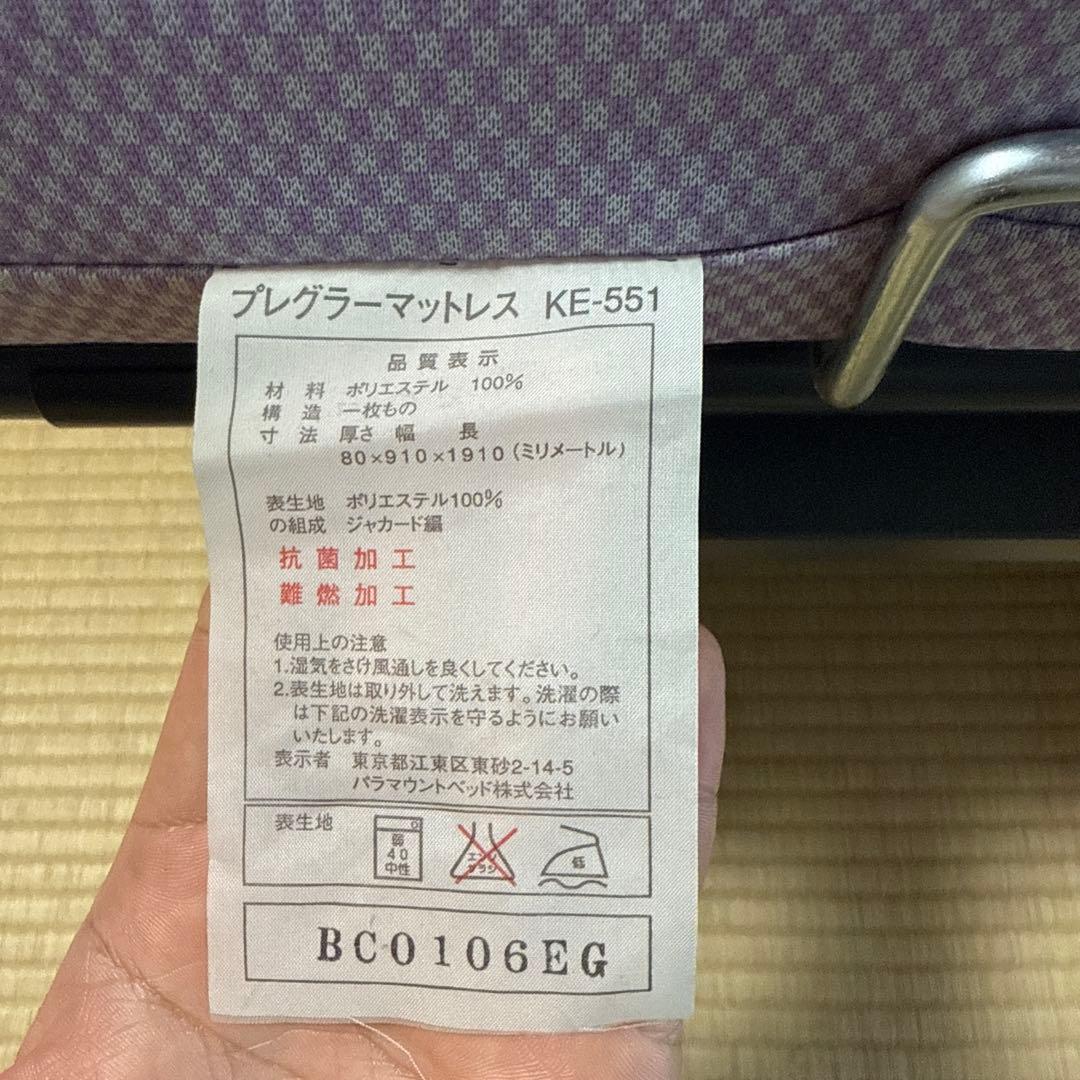 プレグラーマットレス KE-551
品質表示
材料 ポリエステル 100%
構造 一枚もの
寸法 厚さ 幅 長
80×910×1910(ミリメートル)
表生地 ポリエステル100%
の組成 ジャカード編
抗菌加工
難燃加工
使用上の注意
1.湿気をさけ風通しを良くしてください。
2.表生地は取り外して洗えます。洗濯の際
は下記の洗濯表示を守るようにお願い
いたします。
表示者 東京都江東区東砂2-14-5
パラマウントベッド株式会社
表生地
弱
40
中性
エンソ
サラシ
低
BC0106EG